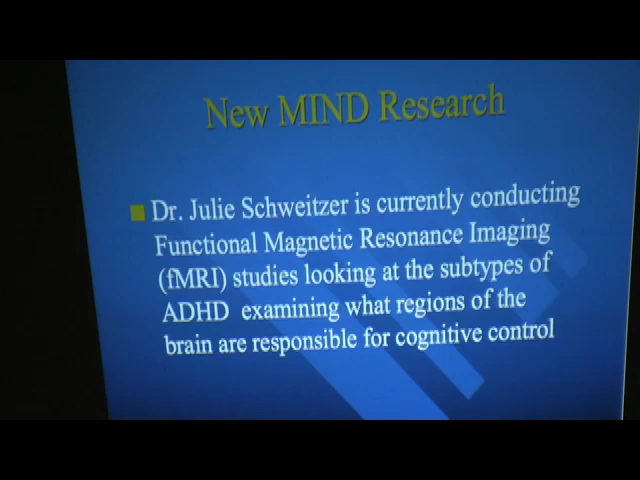 New MIND Research
Dr. Julie Schweitzer is currently conducting
Functional Magnetic Resonance Imaging
(fMRI) studies looking at the subtypes of
ADHD examining what regions of the
brain are responsible for cognitive control